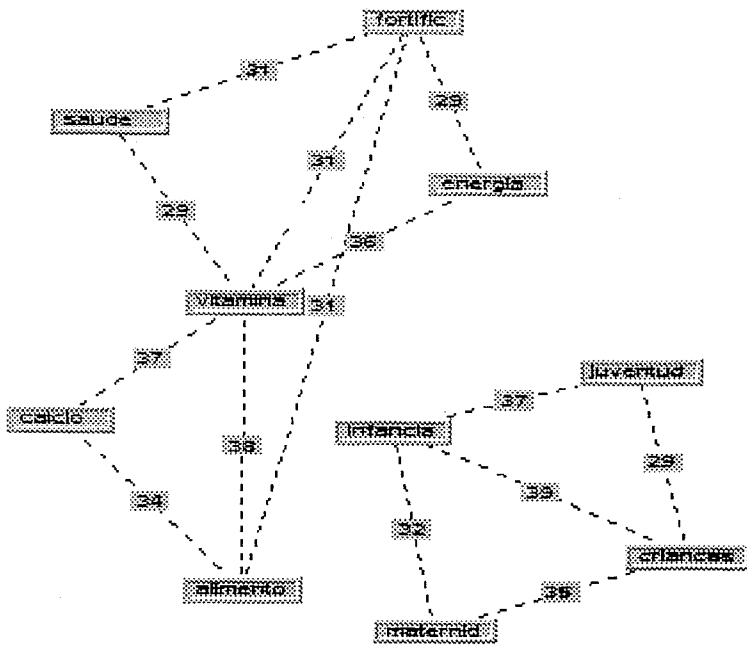 fortific
31
saude
29
31
energia
29
36
vitamina
31
37
juventud
37
calcio
infancia
38
29
39
34
32
criancas
alimento
35
maternid